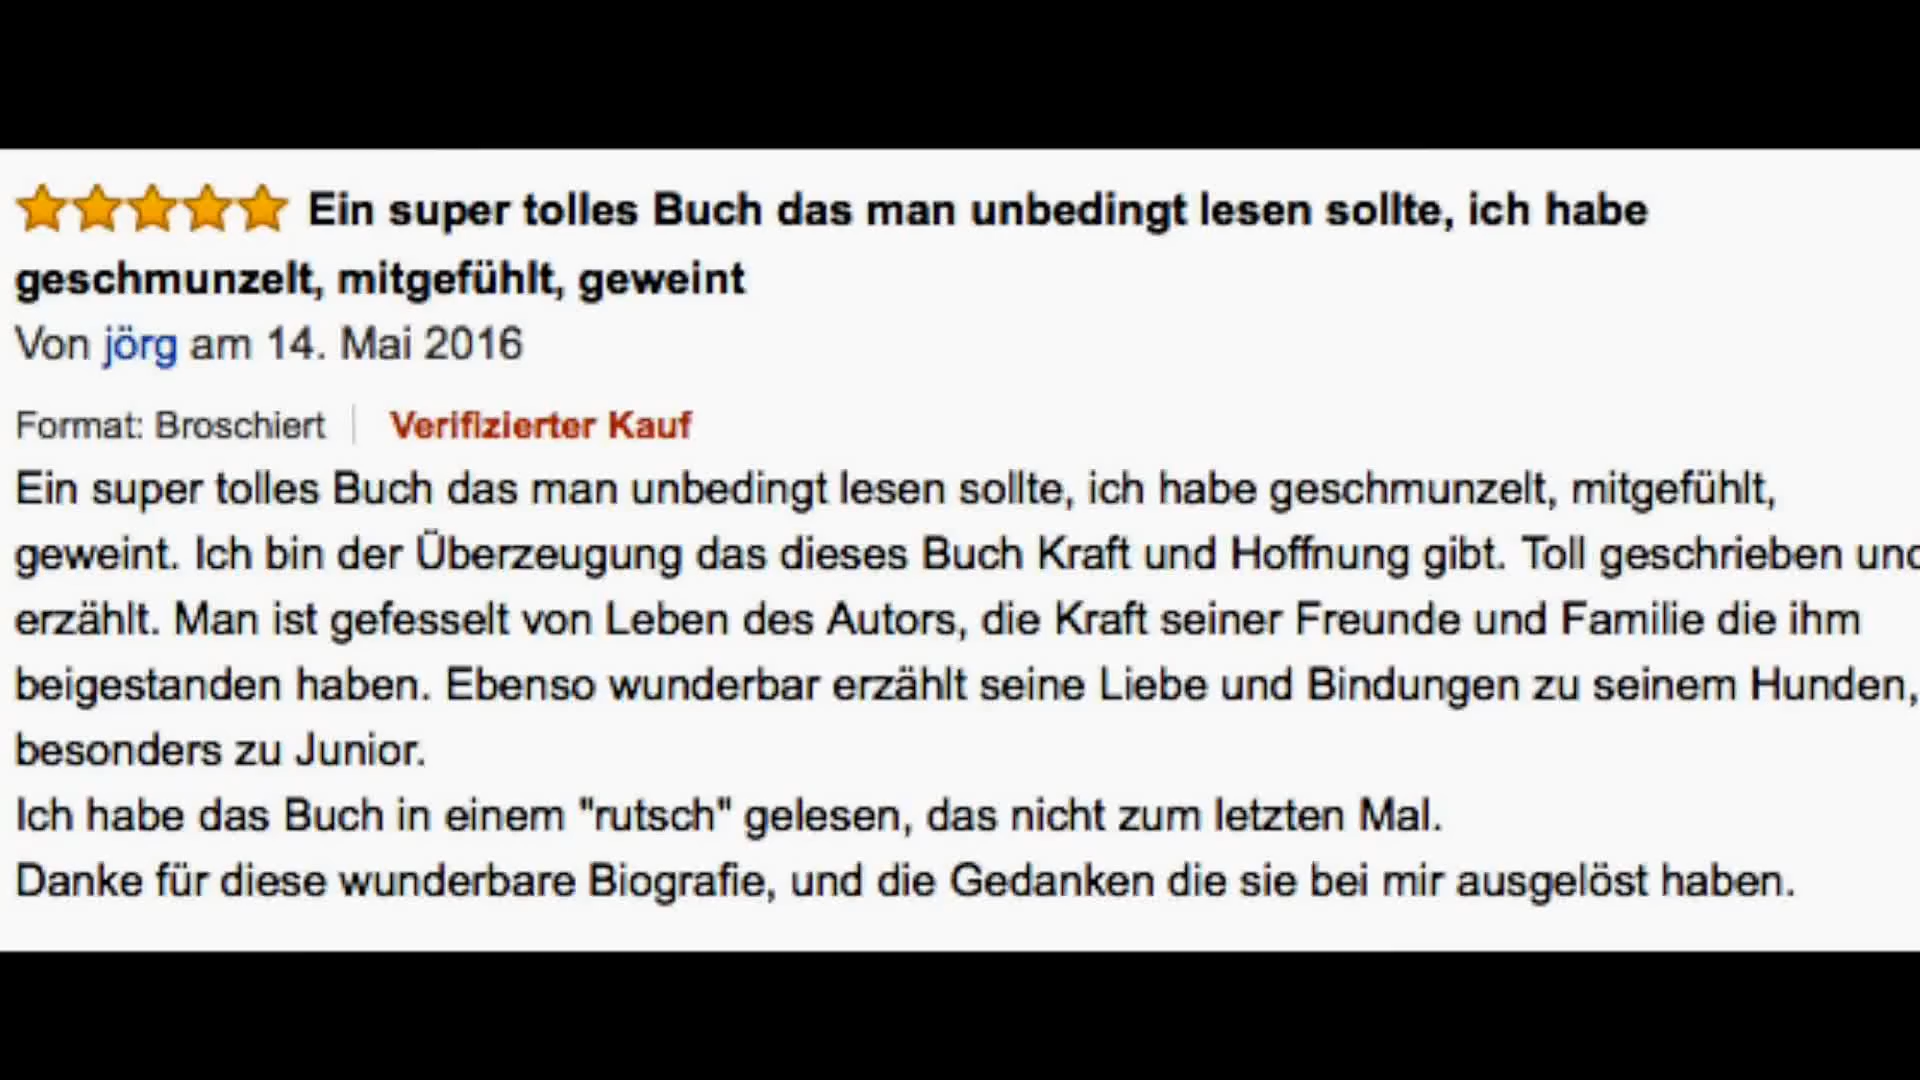 Ein super tolles Buch das man unbedingt lesen sollte, ich habe
geschmunzelt, mitgefühlt, geweint
Von jörg am 14. Mai 2016
Format: Broschiert | Verifizierter Kauf
Ein super tolles Buch das man unbedingt lesen sollte, ich habe geschmunzelt, mitgefühlt,
geweint. Ich bin der Überzeugung das dieses Buch Kraft und Hoffnung gibt. Toll geschrieben und
erzählt. Man ist gefesselt von Leben des Autors, die Kraft seiner Freunde und Familie die ihm
beigestanden haben. Ebenso wunderbar erzählt seine Liebe und Bindungen zu seinem Hunden,
besonders zu Junior.
Ich habe das Buch in einem "rutsch" gelesen, das nicht zum letzten Mal.
Danke für diese wunderbare Biografie, und die Gedanken die sie bei mir ausgelöst haben.